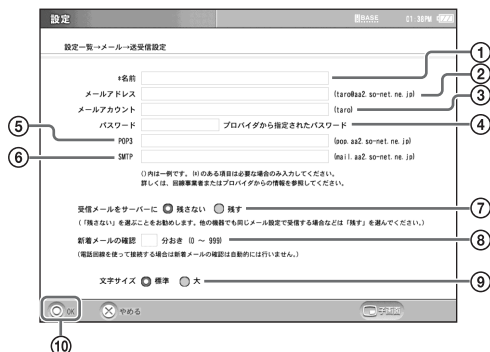 設定
BASE 01:38PM
設定一覧→メール→送受信設定
*名前 ①
メールアドレス (taro@aa2.so-net.ne.jp) ②
メールアカウント (taro) ③
パスワード プロバイダから指定されたパスワード ④
⑤ POP3 (pop.aa2.so-net.ne.jp)
⑥ SMTP (mail.aa2.so-net.ne.jp)
()内は一例です。(*)のある項目は必要な場合のみ入力してください。
詳しくは、回線事業者またはプロバイダからの情報を参照してください。
受信メールをサーバーに 残さない 残す ⑦
(「残さない」を選ぶことをお勧めします。他の機器でも同じメール設定で受信する場合などは「残す」を選んでください。)
新着メールの確認 分おき (0 ～ 999) ⑧
(電話回線を使って接続する場合は新着メールの確認は自動的には行いません。)
文字サイズ 標準 大 ⑨
OK やめる 子画面
⑩